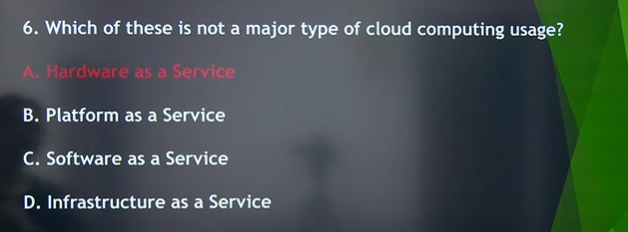 6. Which of these is not a major type of cloud computing usage?
A. Hardware as a Service
B. Platform as a Service
C. Software as a Service
D. Infrastructure as a Service